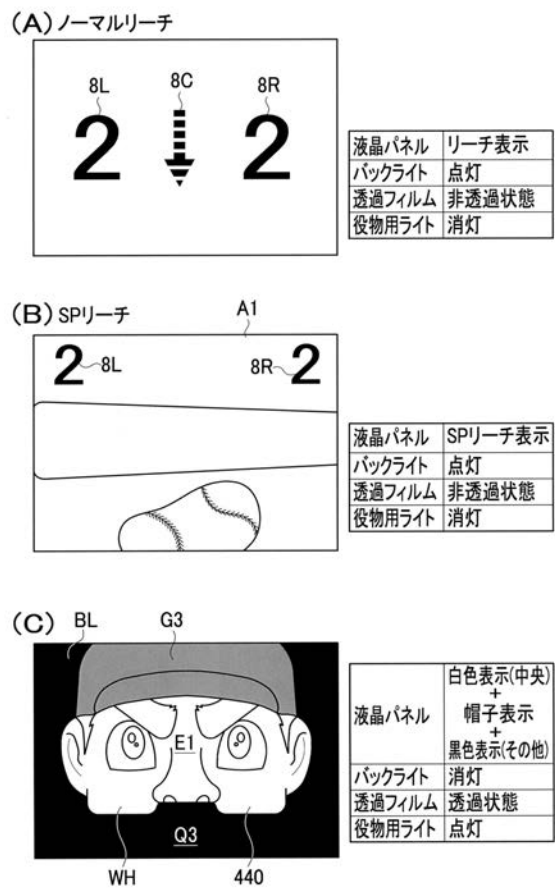 (A) ノーマルリーチ
8L 8C 8R
2 2
液晶パネル リーチ表示
バックライト 点灯
透過フィルム 非透過状態
役物用ライト 消灯
(B) SPリーチ A1
2 8L 8R 2
液晶パネル SPリーチ表示
バックライト 点灯
透過フィルム 非透過状態
役物用ライト 消灯
(C) BL G3
E1
Q3
WH 440
液晶パネル 白色表示(中央)
+
帽子表示
+
黒色表示(その他)
バックライト 消灯
透過フィルム 透過状態
役物用ライト 点灯